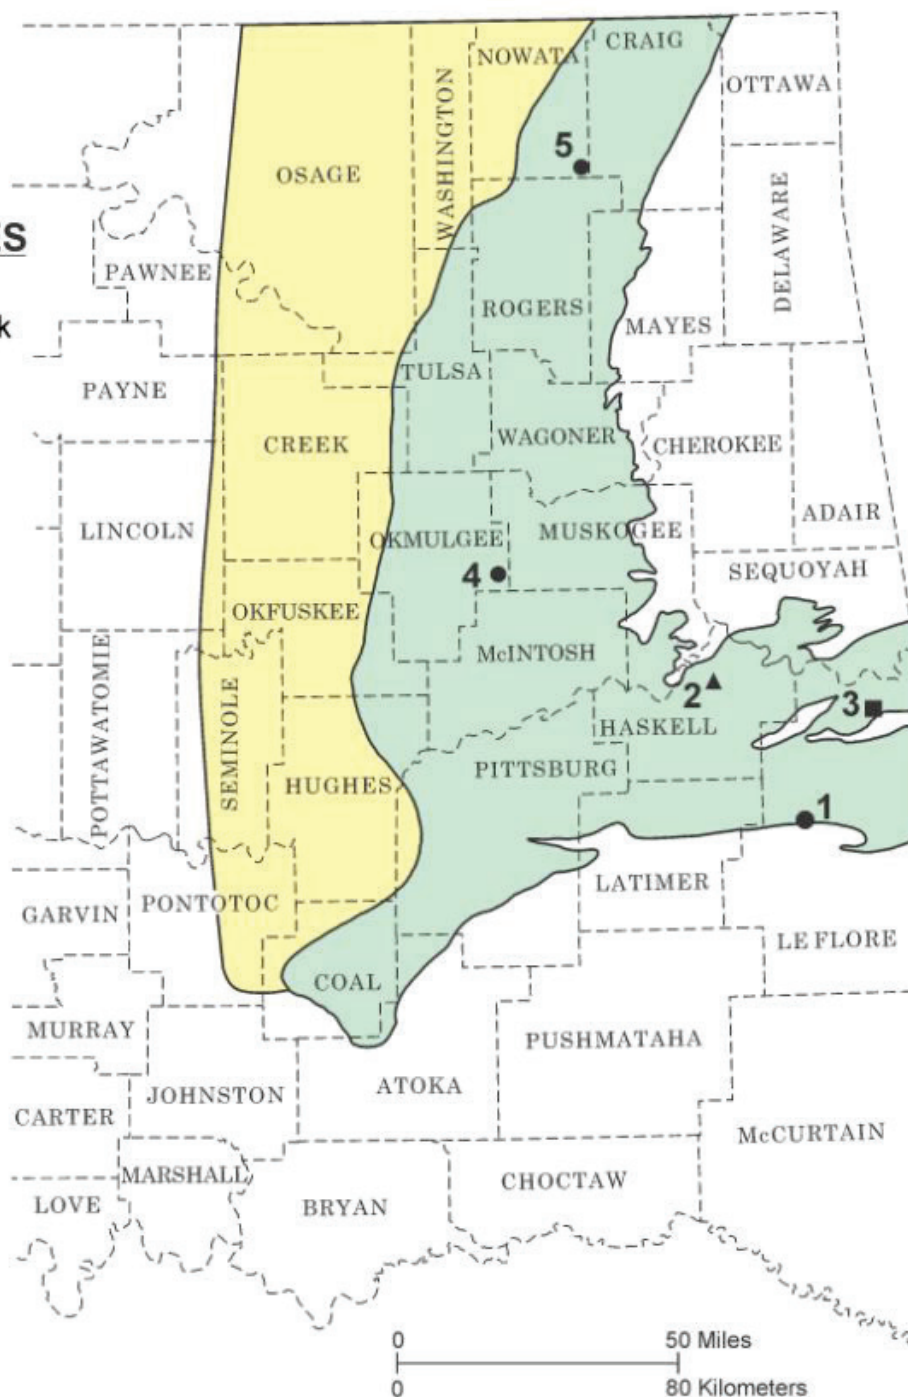 CRAIG
NOWATA
OTTAWA
WASHINGTON
5
OSAGE
DELAWARE
ES
PAWNEE
ROGERS
k
MAYES
TULSA
PAYNE
WAGONER
CREEK
CHEROKEE
ADAIR
LINCOLN
OKMULGEE
MUSKOGEE
4
SEQUOYAH
OKFUSKEE
McINTOSH
POTTAWATOMIE
SEMINOLE
2
3
HASKELL
PITTSBURG
HUGHES
1
LATIMER
GARVIN
PONTOTOC
LE FLORE
COAL
MURRAY
PUSHMATAHA
ATOKA
JOHNSTON
CARTER
McCURTAIN
MARSHALL
CHOCTAW
LOVE
BRYAN
0 50 Miles
0 80 Kilometers